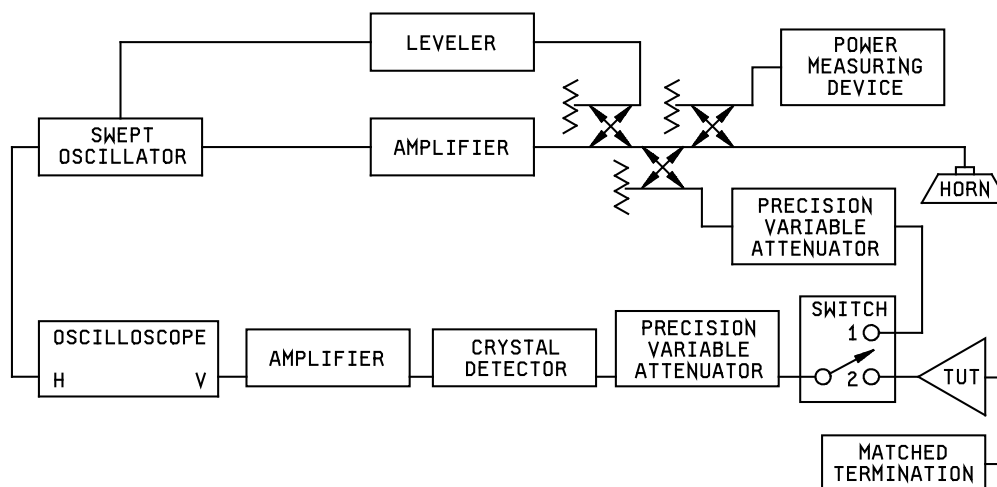 LEVELER
POWER
MEASURING
DEVICE
SWEPT
OSCILLATOR
AMPLIFIER
HORN
PRECISION
VARIABLE
ATTENUATOR
SWITCH
1
2
OSCILLOSCOPE
H V
AMPLIFIER
CRYSTAL
DETECTOR
PRECISION
VARIABLE
ATTENUATOR
TUT
MATCHED
TERMINATION